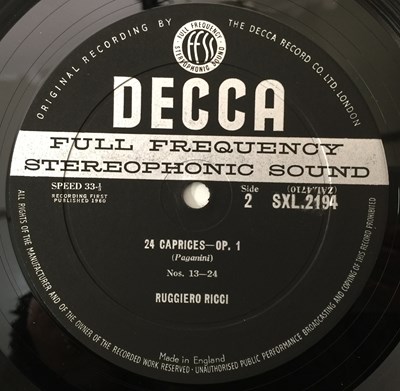 ORIGINAL RECORDING BY THE DECCA RECORD CO. LTD. LONDON
FULL FREQUENCY
ffss
STEREOPHONIC SOUND
DECCA
FULL FREQUENCY
STEREOPHONIC SOUND
SPEED 33⅓
RECORDING FIRST
PUBLISHED 1960
Side
2
(ZAL.4710)
SXL.2194
24 CAPRICES—OP. 1
(Paganini)
Nos. 13—24
RUGGIERO RICCI
Made in England
ALL RIGHTS OF THE MANUFACTURER AND OF THE OWNER OF THE RECORDED WORK RESERVED—UNAUTHORISED PUBLIC PERFORMANCE BROADCASTING AND COPYING OF THIS RECORD PROHIBITED